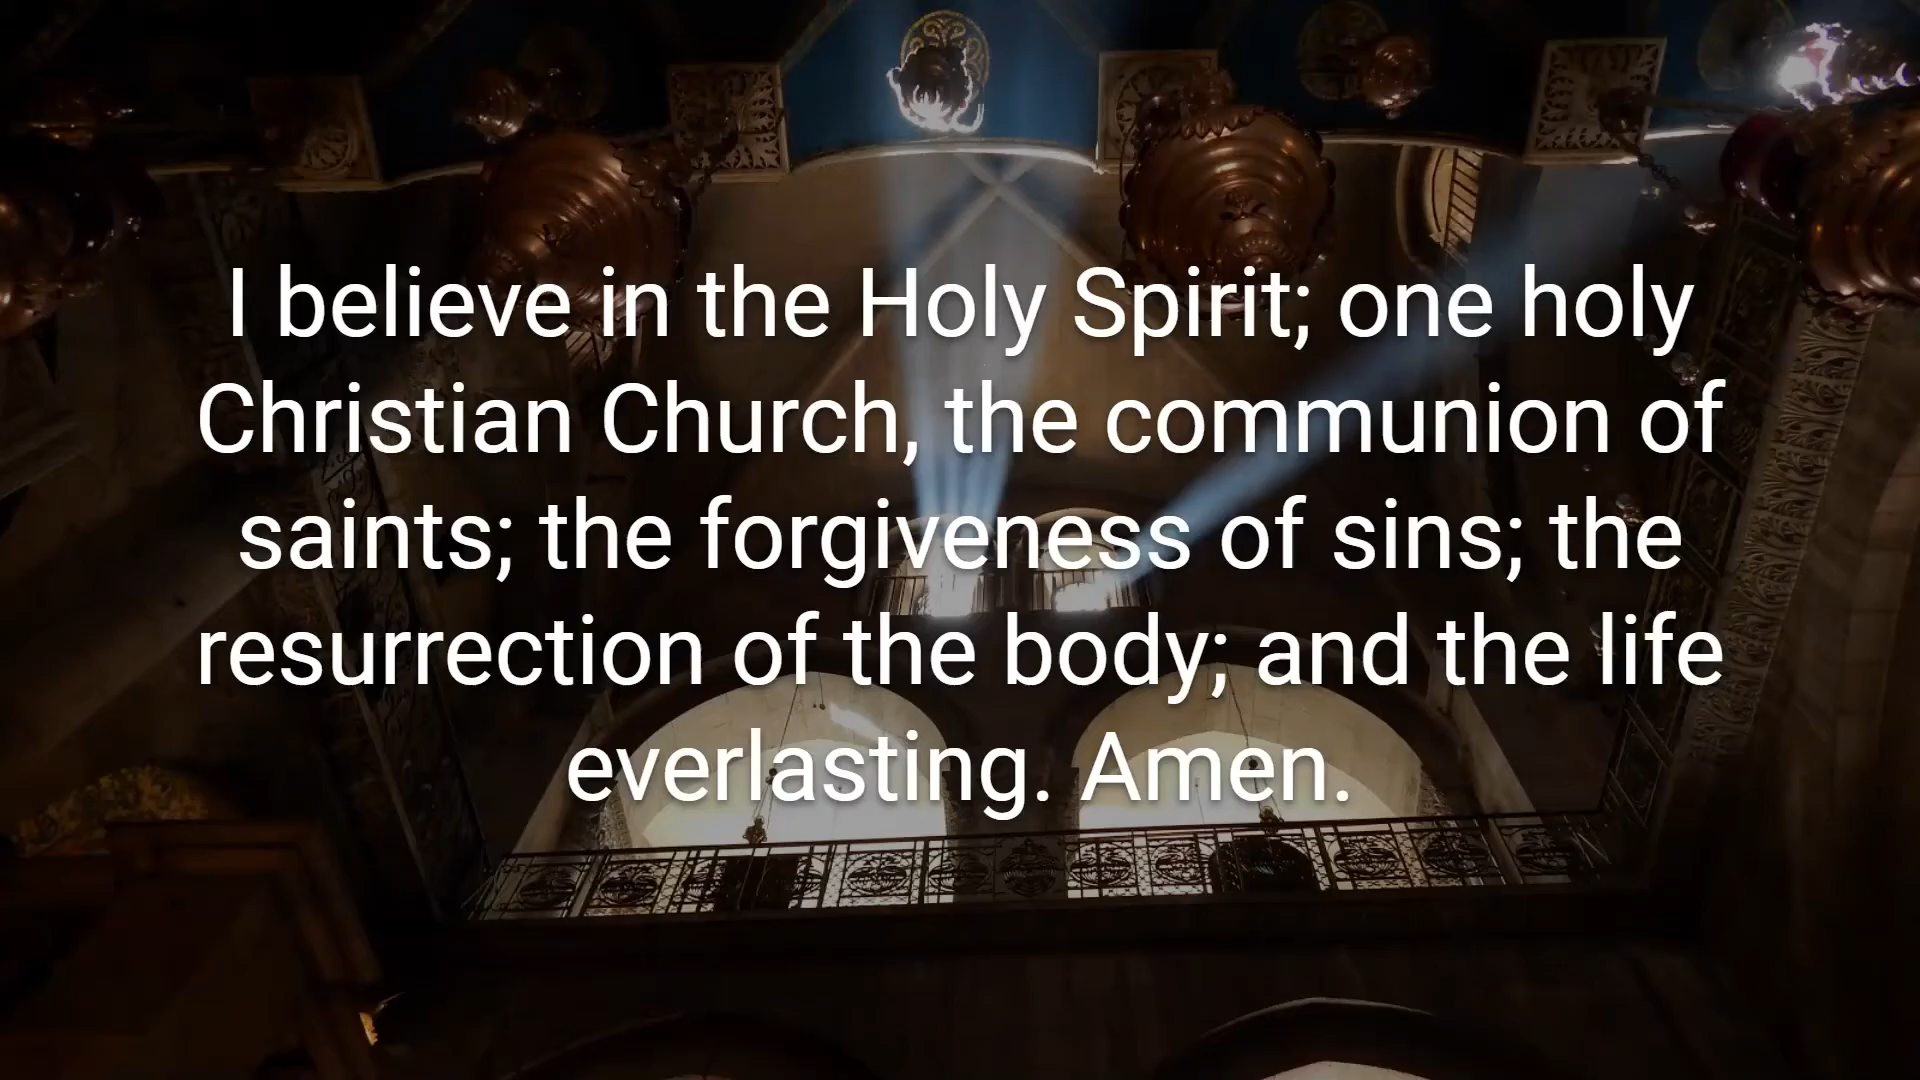 I believe in the Holy Spirit; one holy
Christian Church, the communion of
saints; the forgiveness of sins; the
resurrection of the body; and the life
everlasting. Amen.